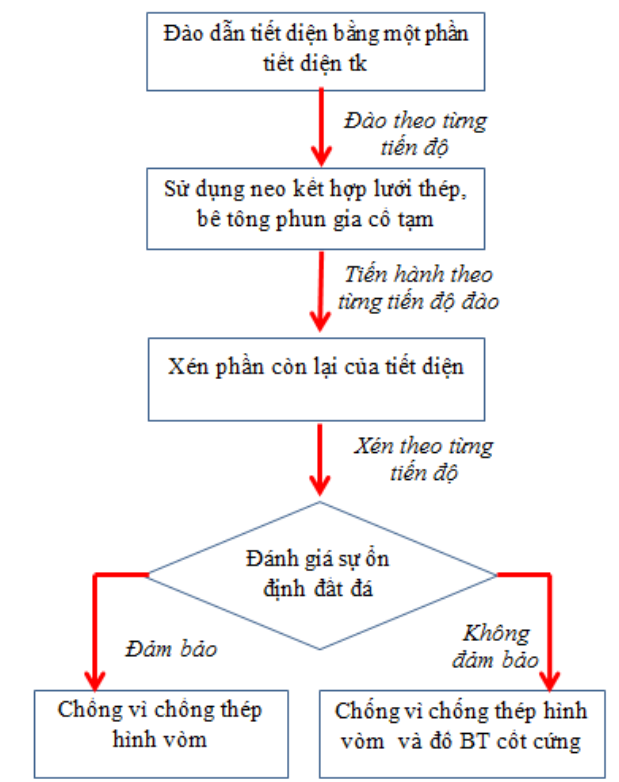 Đào dẫn tiết diện bằng một phần
tiết diện tk
Đào theo từng
tiến độ
Sử dụng neo kết hợp lưới thép,
bê tông phun gia cố tạm
Tiến hành theo
từng tiến độ đào
Xén phần còn lại của tiết diện
Xén theo từng
tiến độ
Đánh giá sự ổn
định đất đá
Đảm bảo
Không
đảm bảo
Chống vì chống thép
hình vòm
Chống vì chống thép hình
vòm và đổ BT cốt cứng